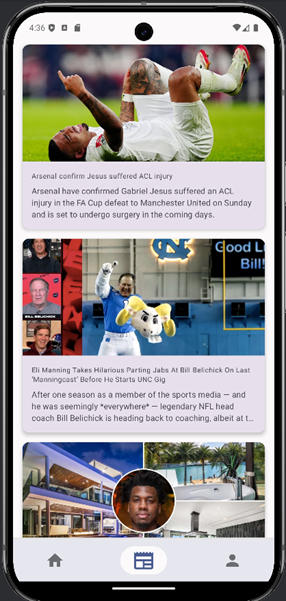 4:36
Arsenal confirm Jesus suffered ACL injury
Arsenal have confirmed Gabriel Jesus suffered an ACL
injury in the FA Cup defeat to Manchester United on Sunday
and is set to undergo surgery in the coming days.
Good L
Bill!
BILL BELICHICK
Eli Manning Takes Hilarious Parting Jabs At Bill Belichick On Last
'Manningcast' Before He Starts UNC Gig
After one season as a member of the sports media — and
he was seemingly *everywhere* — legendary NFL head
coach Bill Belichick is heading back to coaching, albeit at t...